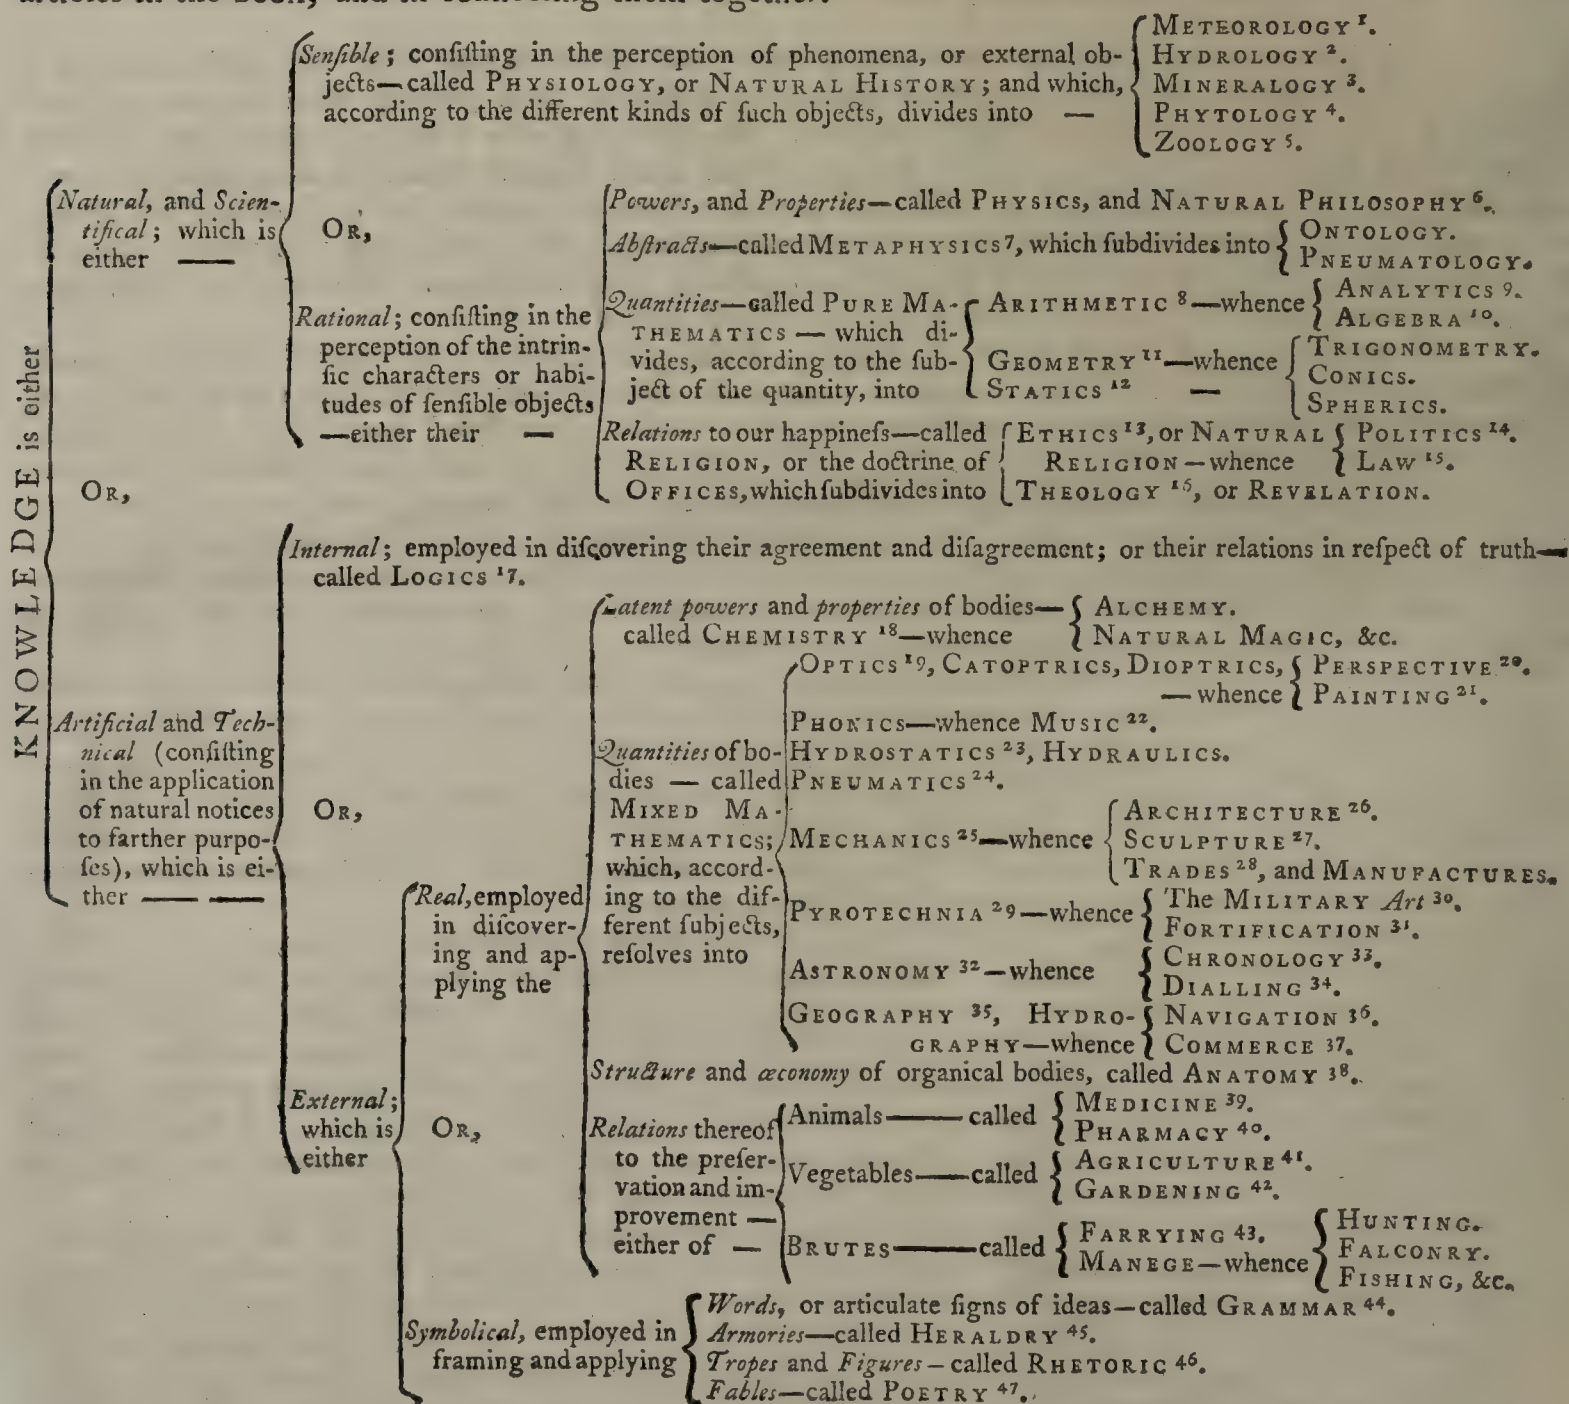 articles in the book, and in connecting them together.
KNOWLEDGE is either
Natural, and Scien-
tifical; which is
either ——
OR,
Artificial and Tech-
nical (conſiſting
in the application
of natural notices
to farther purpo-
ſes), which is ei-
ther —— ——
Senſible; conſiſting in the perception of phenomena, or external ob-
jects—called PHYSIOLOGY, or NATURAL HISTORY; and which,
according to the different kinds of ſuch objects, divides into —
METEOROLOGY 1.
HYDROLOGY 2.
MINERALOGY 3.
PHYTOLOGY 4.
ZOOLOGY 5.
OR,
Rational; conſiſting in the
perception of the intrin-
ſic characters or habi-
tudes of ſenſible objects
—either their —
Powers, and Properties—called PHYSICS, and NATURAL PHILOSOPHY 6.
Abſtracts—called METAPHYSICS 7, which ſubdivides into
ONTOLOGY.
PNEUMATOLOGY.
Quantities—called PURE MA-
THEMATICS — which di-
vides, according to the ſub-
ject of the quantity, into
ARITHMETIC 8—whence
ANALYTICS 9.
ALGEBRA 10.
GEOMETRY 11—whence
STATICS 12 —
TRIGONOMETRY.
CONICS.
SPHERICS.
Relations to our happineſs—called
RELIGION, or the doctrine of
OFFICES, which ſubdivides into
ETHICS 13, or NATURAL
RELIGION—whence
POLITICS 14.
LAW 15.
THEOLOGY 16, or REVELATION.
Internal; employed in diſcovering their agreement and diſagreement; or their relations in reſpect of truth—
called LOGICS 17.
OR,
External;
which is
either
Real, employed
in diſcover-
ing and ap-
plying the
Latent powers and properties of bodies—
called CHEMISTRY 18—whence
ALCHEMY.
NATURAL MAGIC, &c.
Quantities of bo-
dies — called
MIXED MA-
THEMATICS;
which, accord-
ing to the dif-
ferent ſubjects,
reſolves into
OPTICS 19, CATOPTRICS, DIOPTRICS,
—whence
PERSPECTIVE 20.
PAINTING 21.
PHONICS—whence MUSIC 22.
HYDROSTATICS 23, HYDRAULICS.
PNEUMATICS 24.
MECHANICS 25—whence
ARCHITECTURE 26.
SCULPTURE 27.
TRADES 28, and MANUFACTURES.
PYROTECHNIA 29—whence
The MILITARY Art 30.
FORTIFICATION 31.
ASTRONOMY 32—whence
CHRONOLOGY 33.
DIALLING 34.
GEOGRAPHY 35, HYDRO-
GRAPHY—whence
NAVIGATION 36.
COMMERCE 37.
Structure and œconomy of organical bodies, called ANATOMY 38.
Relations thereof
to the preſer-
vation and im-
provement —
either of —
Animals—— called
MEDICINE 39.
PHARMACY 40.
Vegetables——called
AGRICULTURE 41.
GARDENING 42.
BRUTES——called
FARRYING 43.
MANEGE—whence
HUNTING.
FALCONRY.
FISHING, &c.
OR,
Symbolical, employed in
framing and applying
Words, or articulate ſigns of ideas—called GRAMMAR 44.
Armories—called HERALDRY 45.
Tropes and Figures—called RHETORIC 46.
Fables—called POETRY 47.